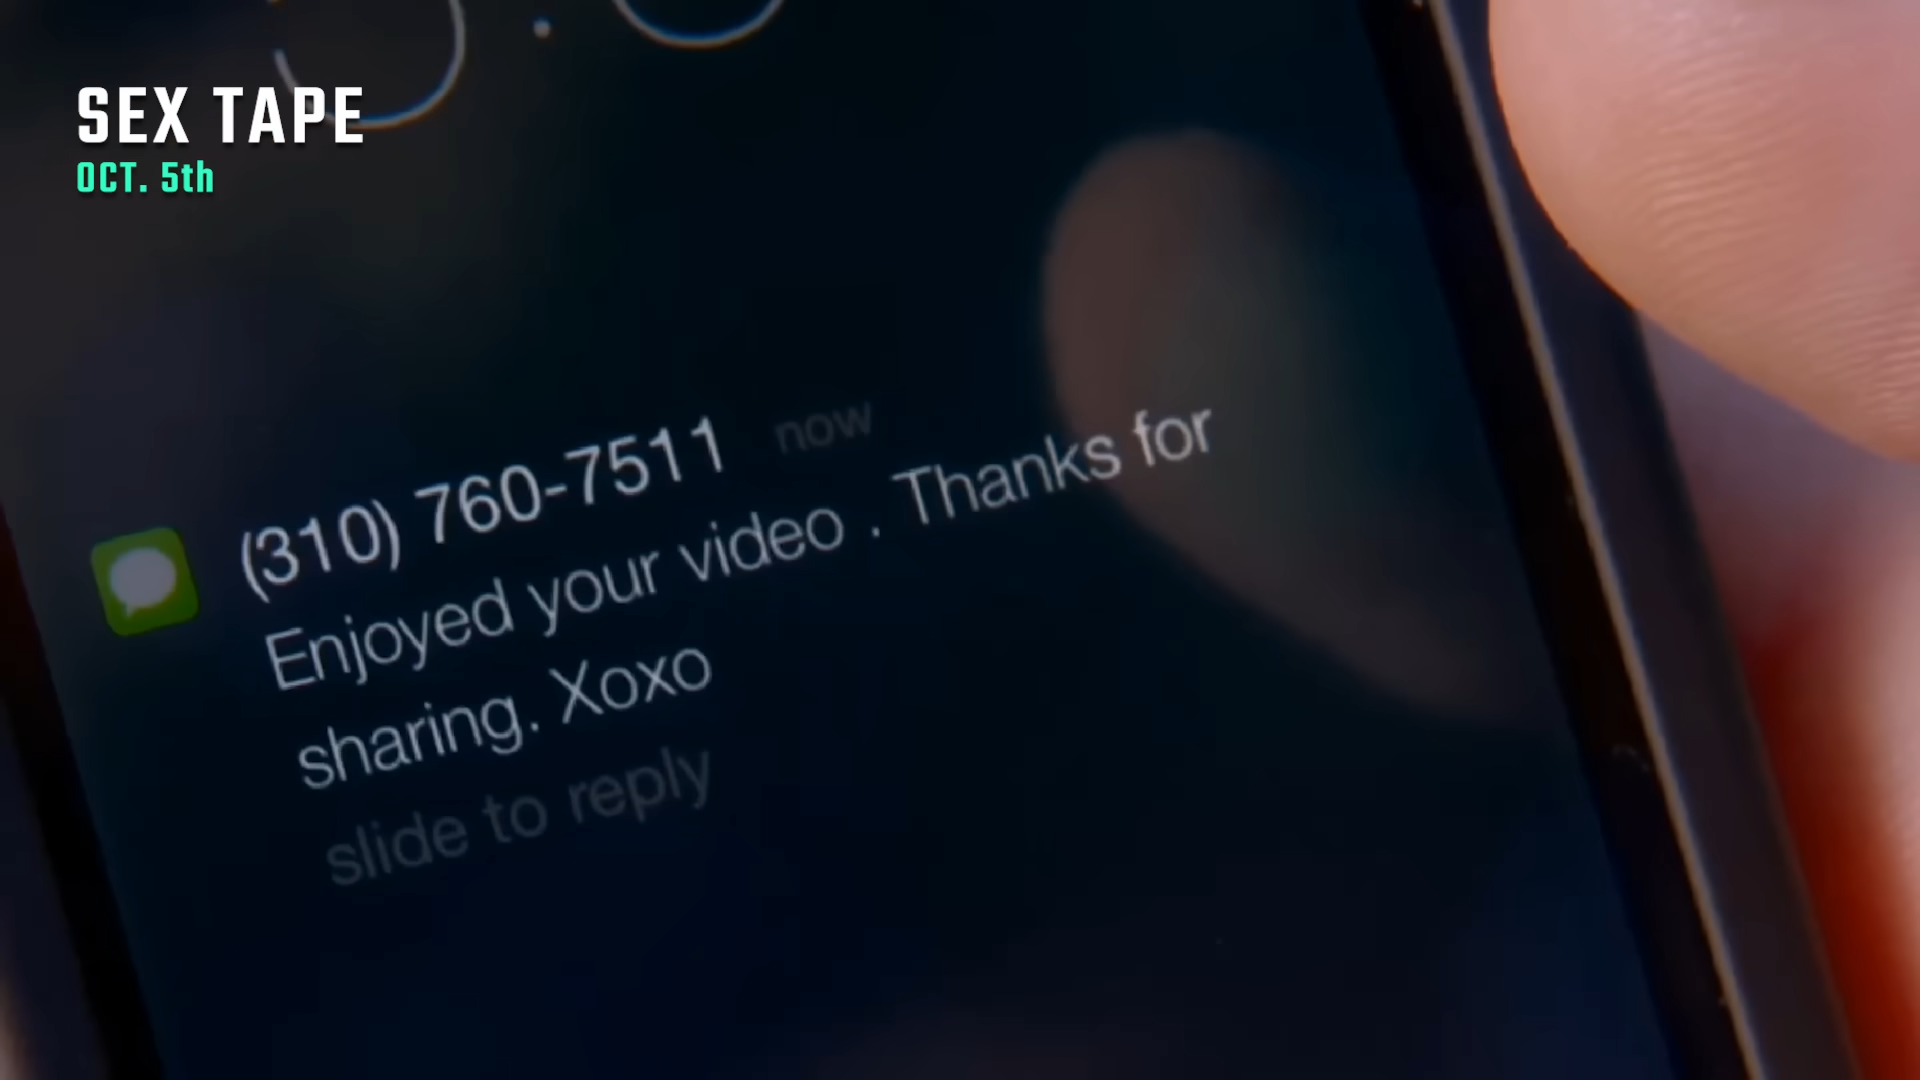 SEX TAPE
OCT. 5th
(310) 760-7511 now
Enjoyed your video . Thanks for
sharing. Xoxo
slide to reply